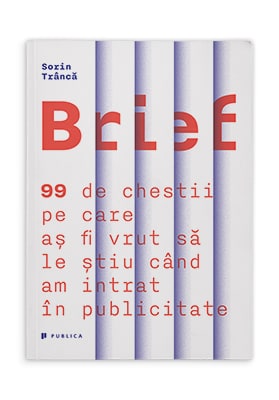 Sorin
Trâncă
Brief
99 de chestii
pe care
aș fi vrut să
le știu când
am intrat
în publicitate
PUBLICA